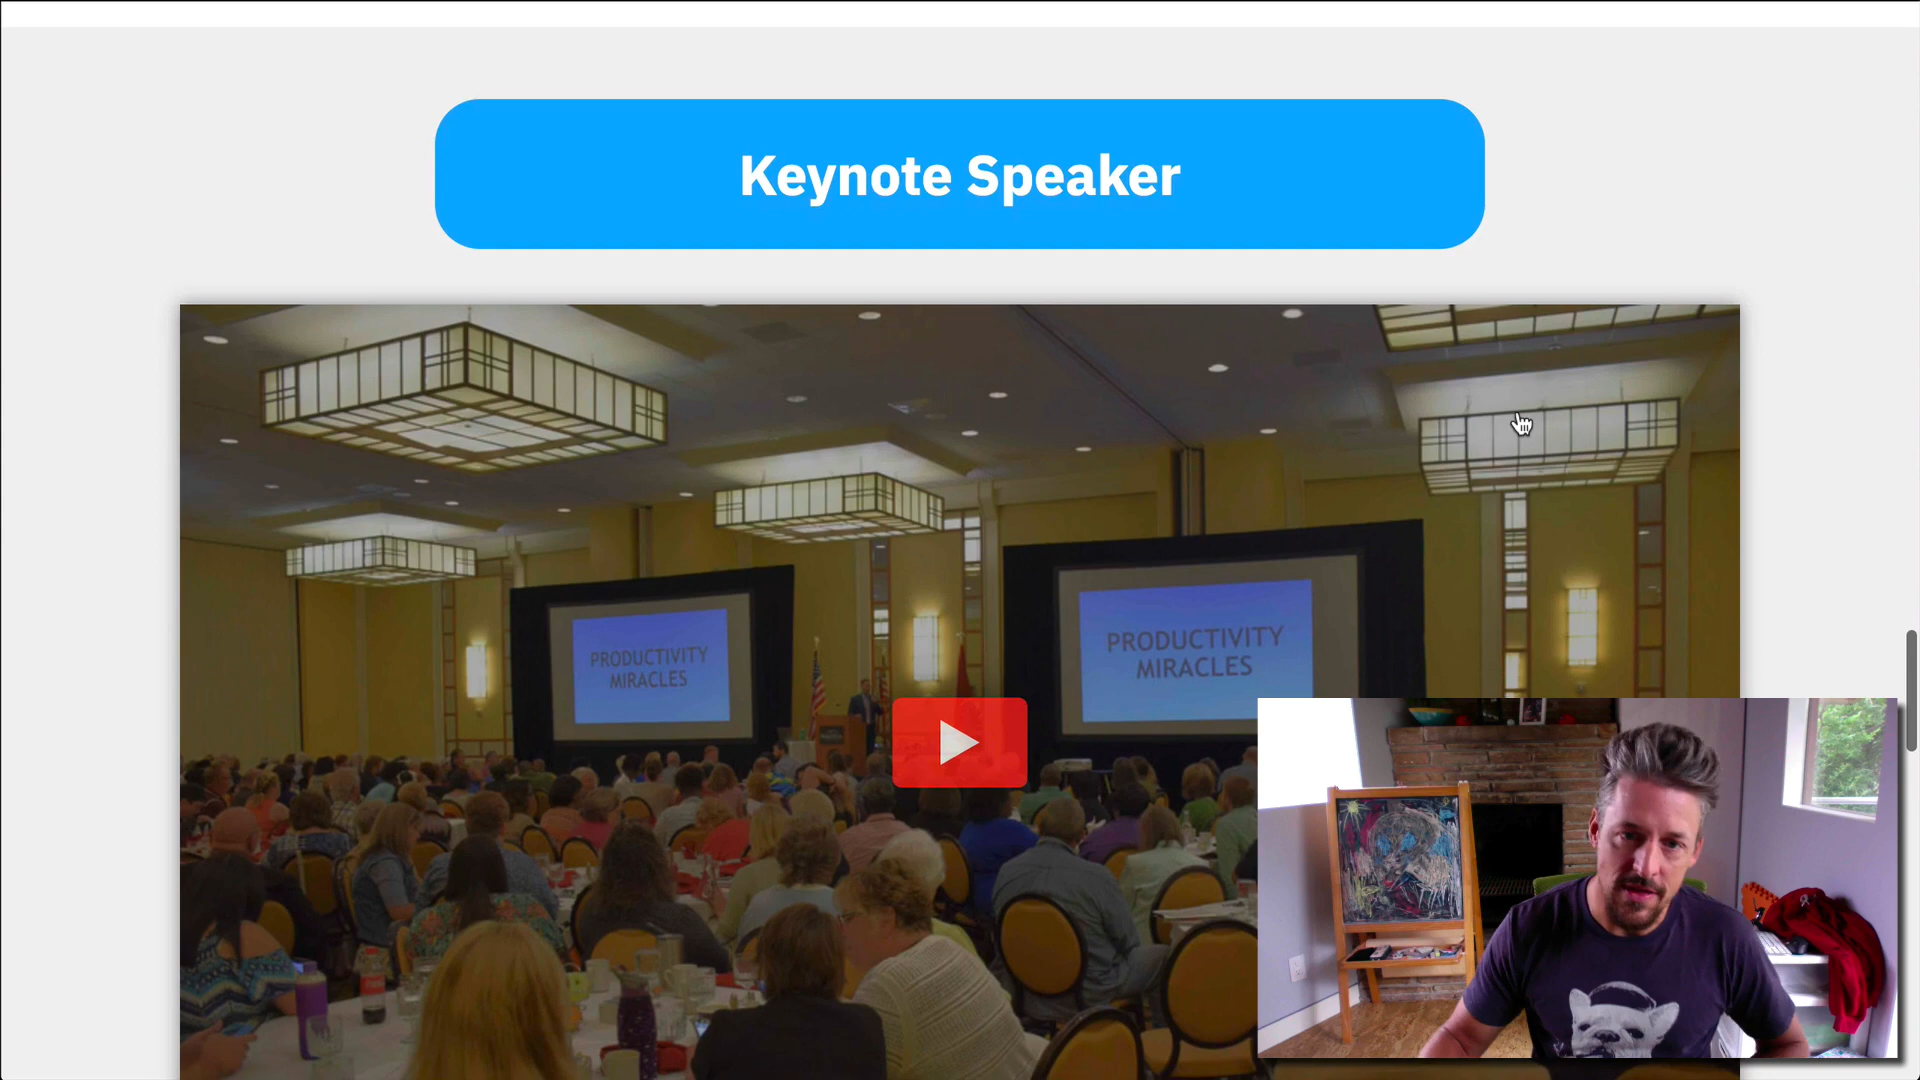 Keynote Speaker
PRODUCTIVITY
MIRACLES
PRODUCTIVITY
MIRACLES